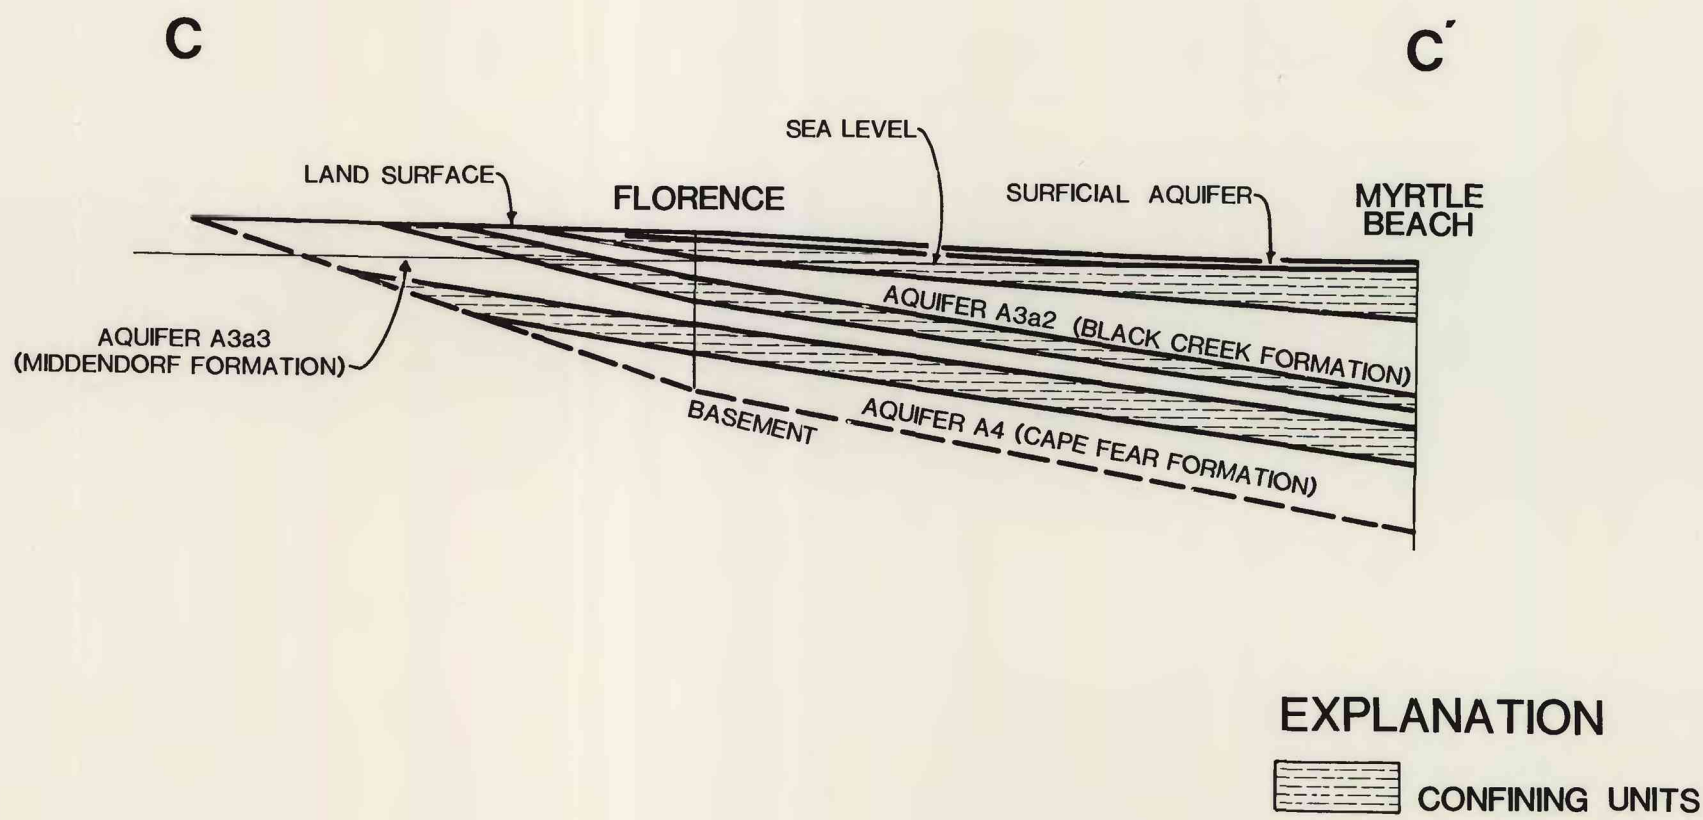 C
C´
SEA LEVEL
LAND SURFACE
FLORENCE
SURFICIAL AQUIFER
MYRTLE
BEACH
AQUIFER A3a2 (BLACK CREEK FORMATION)
AQUIFER A3a3
(MIDDENDORF FORMATION)
BASEMENT
AQUIFER A4 (CAPE FEAR FORMATION)
EXPLANATION
CONFINING UNITS